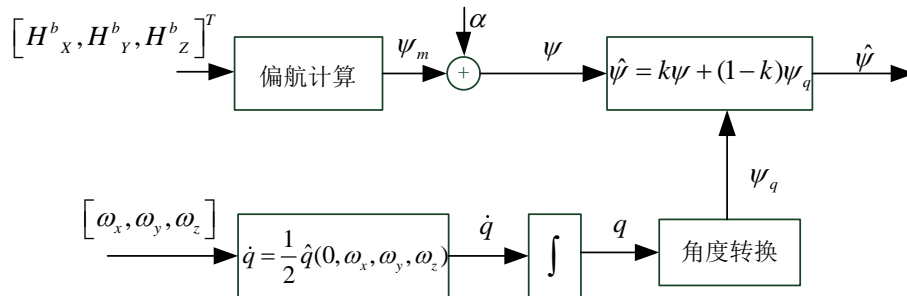 [H^b_X, H^b_Y, H^b_Z]^T
偏航计算
ψ_m
α
+
ψ
ψ̂ = kψ + (1 − k)ψ_q
ψ̂
ψ_q
[ω_x, ω_y, ω_z]
q̇ = 1/2 q̂(0, ω_x, ω_y, ω_z)
q̇
∫
q
角度转换